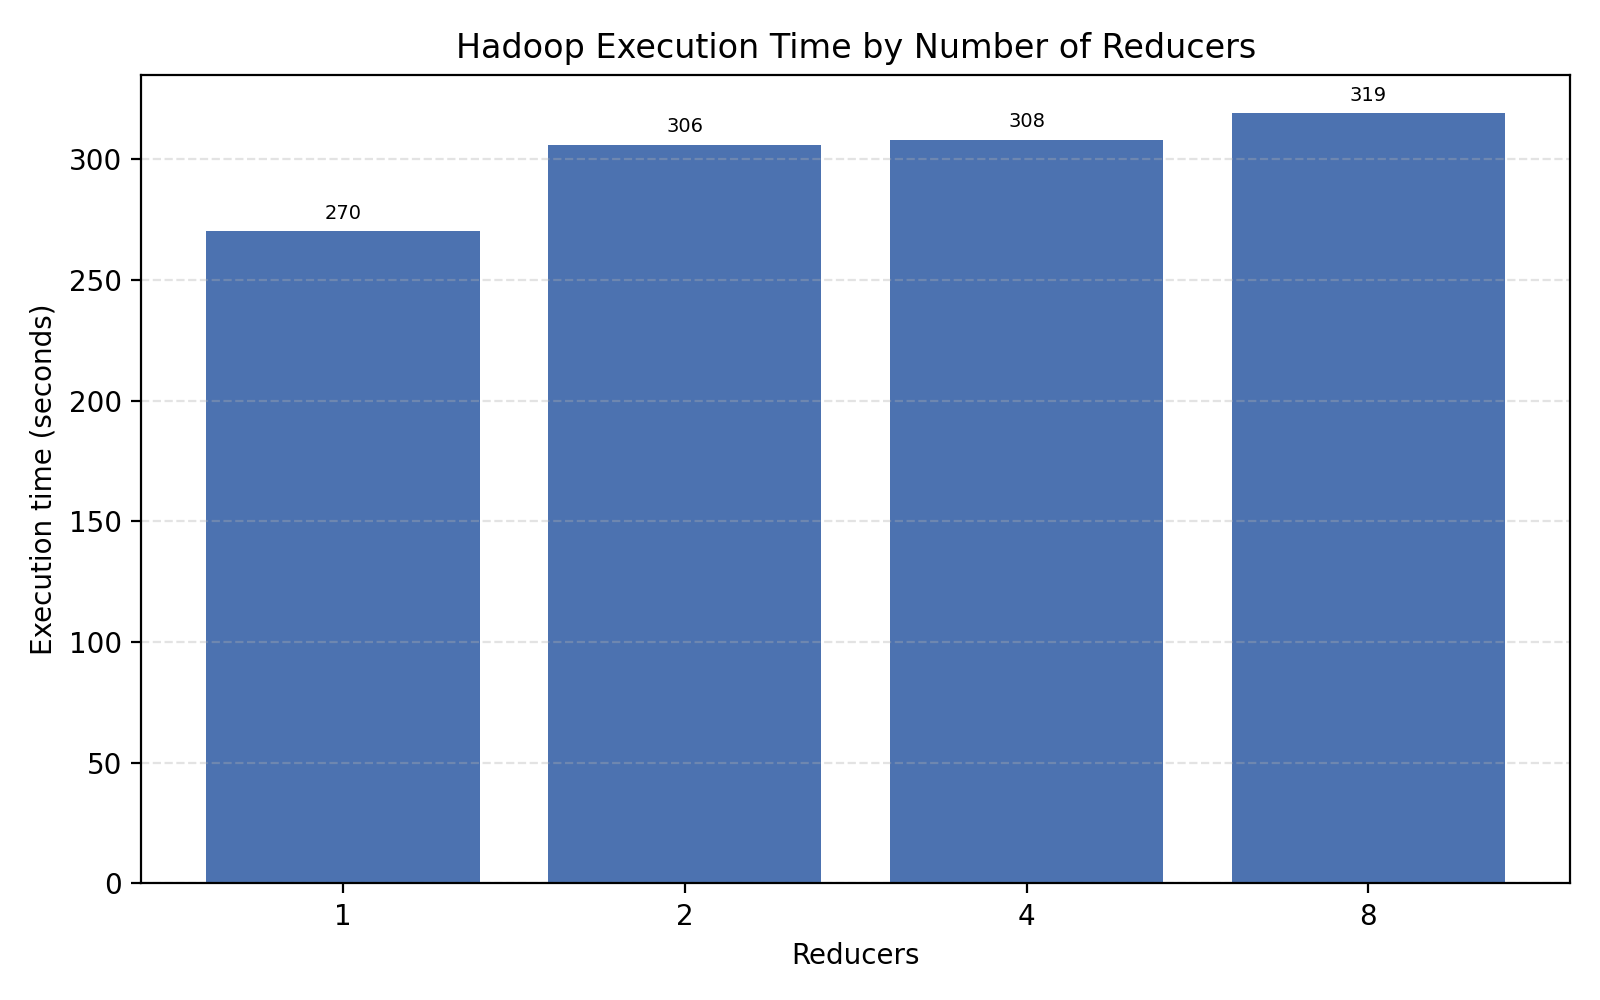 Hadoop Execution Time by Number of Reducers
319
308
306
300
270
250
200
150
100
50
0
Execution time (seconds)
1 2 4 8
Reducers